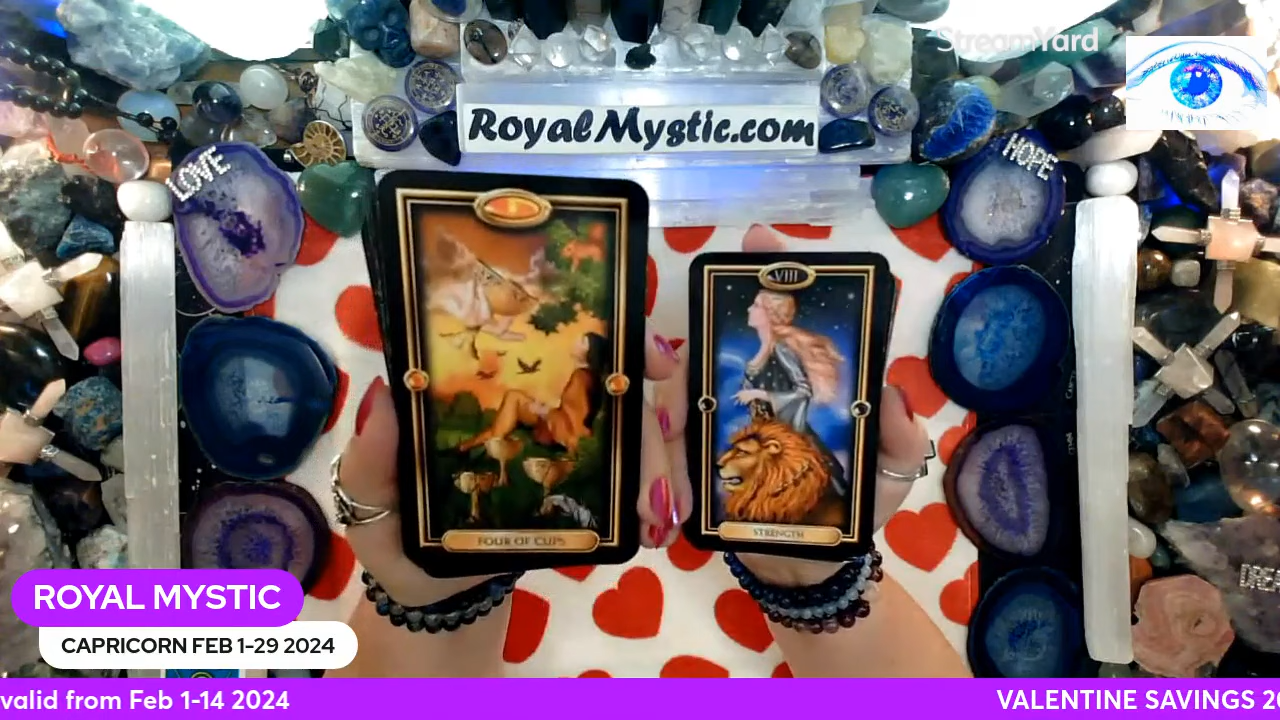 StreamYard
RoyalMystic.com
LOVE
HOPE
VIII
FOUR OF CUPS
STRENGTH
ROYAL MYSTIC
CAPRICORN FEB 1-29 2024
valid from Feb 1-14 2024
VALENTINE SAVINGS